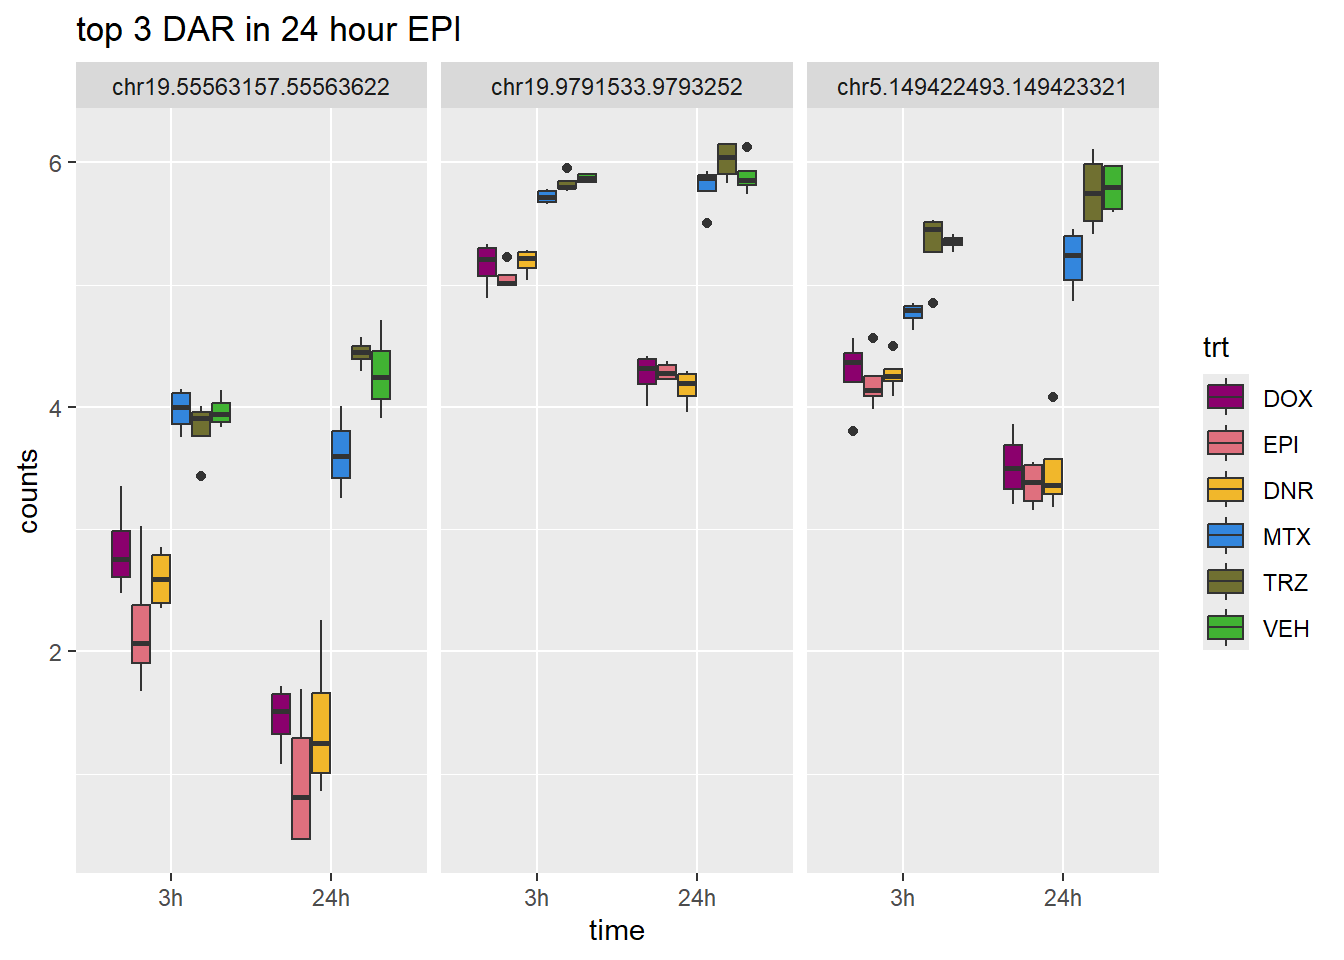 top 3 DAR in 24 hour EPI
chr19.55563157.55563622
chr19.9791533.9793252
chr5.149422493.149423321
6
4
2
counts
3h
24h
3h
24h
3h
24h
time
trt
DOX
EPI
DNR
MTX
TRZ
VEH